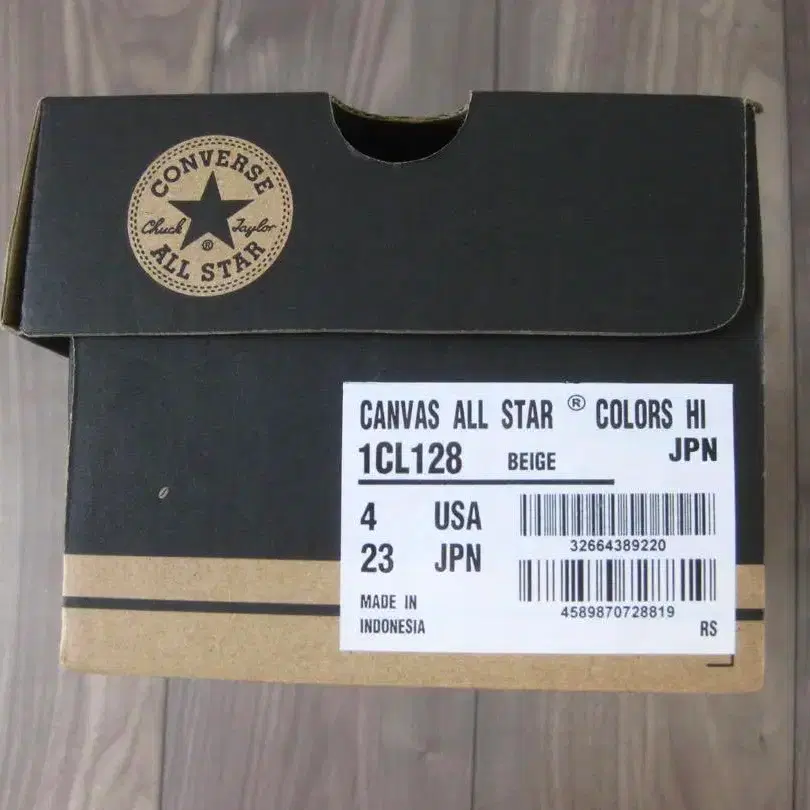 CONVERSE
Chuck Taylor
®
ALL STAR
CANVAS ALL STAR ® COLORS HI
JPN
1CL128 BEIGE
4 USA
23 JPN
32664389220
4589870728819
MADE IN
INDONESIA
RS